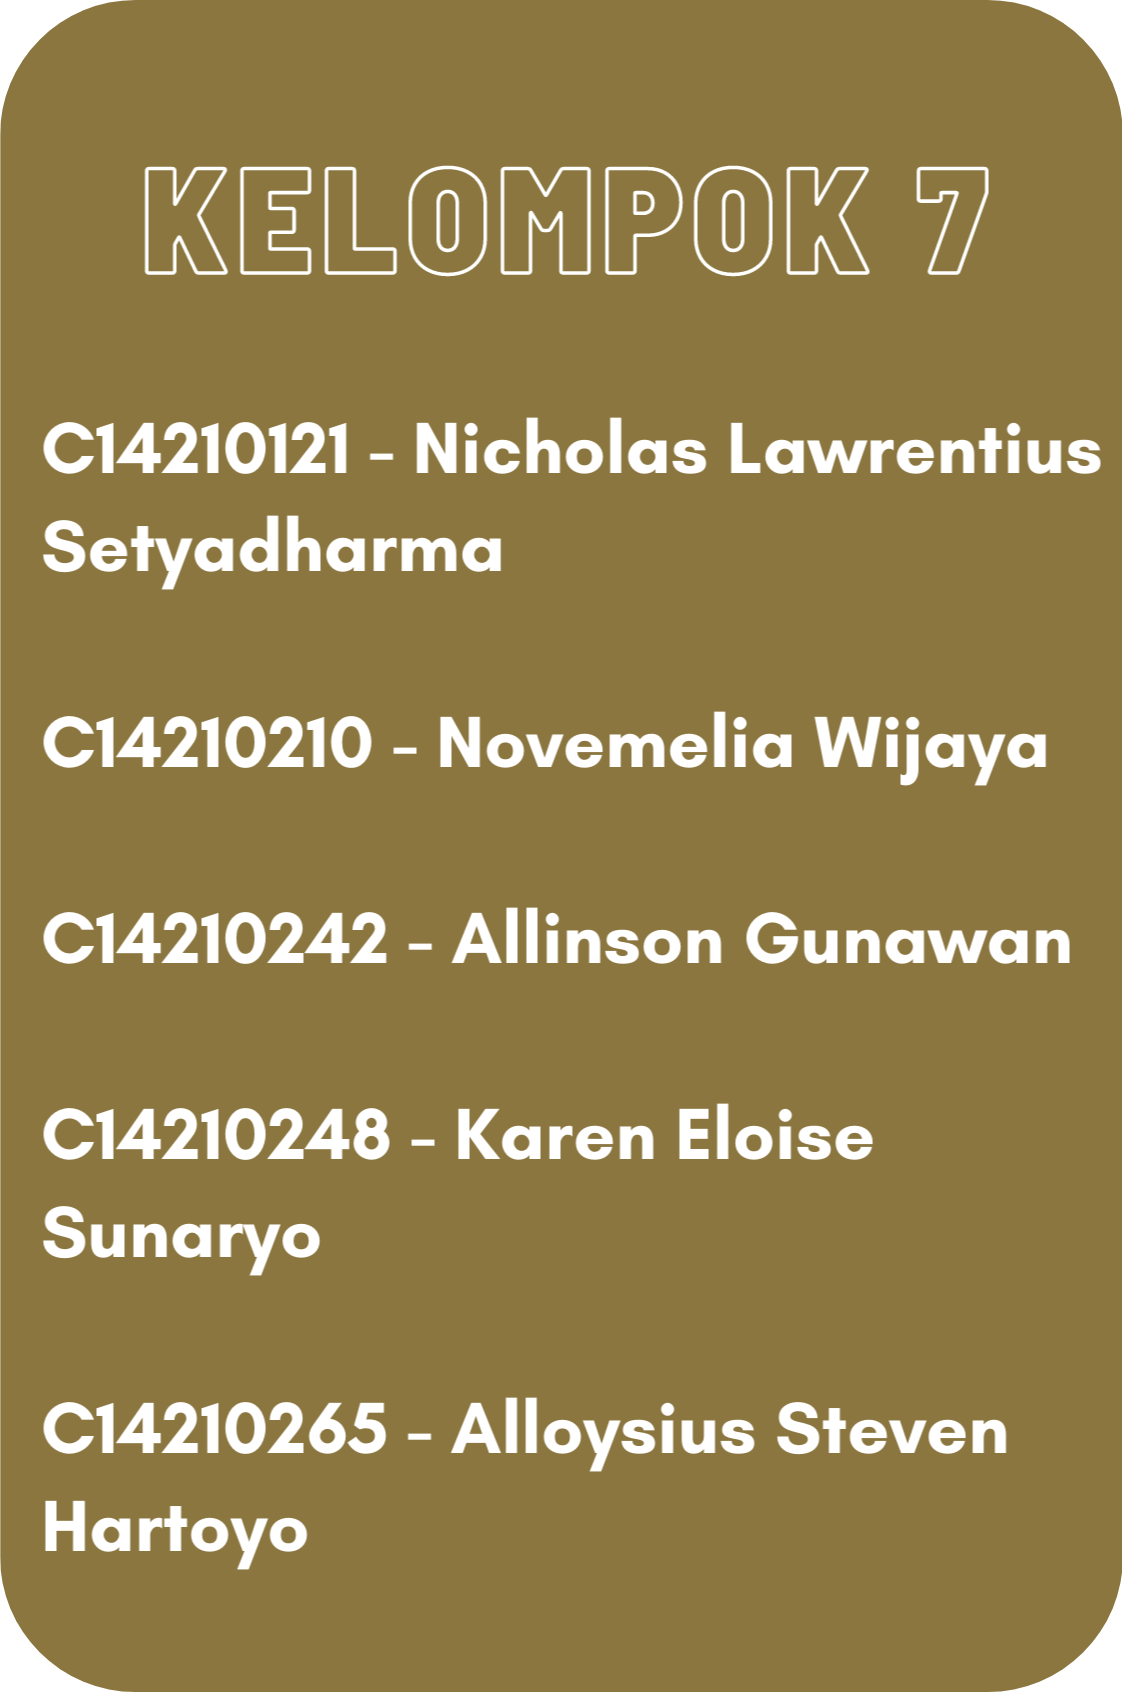 KELOMPOK 7
C14210121 - Nicholas Lawrentius
Setyadharma
C14210210 - Novemelia Wijaya
C14210242 - Allinson Gunawan
C14210248 - Karen Eloise
Sunaryo
C14210265 - Alloysius Steven
Hartoyo